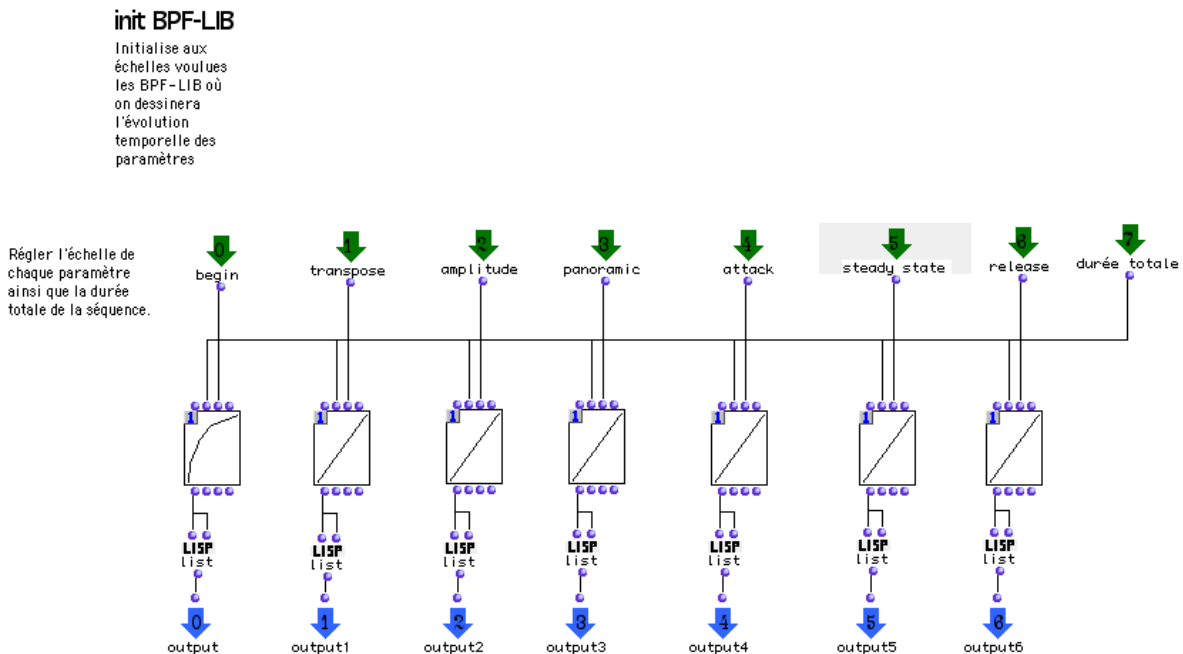 init BPF-LIB
Initialise aux
échelles voulues
les BPF-LIB où
on dessinera
l'évolution
temporelle des
paramètres
Régler l'échelle de
chaque paramètre
ainsi que la durée
totale de la séquence.
0 1 2 3 4 5 6 7
begin transpose amplitude panoramic attack steady state release durée totale
1 1 1 1 1 1 1
LISP LISP LISP LISP LISP LISP LISP
list list list list list list list
0 1 2 3 4 5 6
output output1 output2 output3 output4 output5 output6